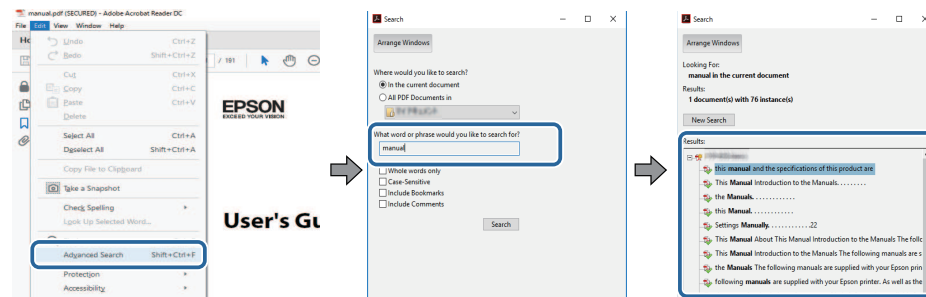 manual.pdf (SECURED) - Adobe Acrobat Reader DC
File Edit View Window Help
Undo Ctrl+Z
Redo Shift+Ctrl+Z
Cut Ctrl+X
Copy Ctrl+C
Paste Ctrl+V
Delete
Select All Ctrl+A
Deselect All Shift+Ctrl+A
Copy File to Clipboard
Take a Snapshot
Check Spelling
Look Up Selected Word...
Advanced Search Shift+Ctrl+F
Protection
Accessibility
/ 191
EPSON
EXCEED YOUR VISION
User's Gu
Search
Arrange Windows
Where would you like to search?
In the current document
All PDF Documents in
What word or phrase would you like to search for?
manual
Whole words only
Case-Sensitive
Include Bookmarks
Include Comments
Search
Search
Arrange Windows
Looking For:
manual in the current document
Results:
1 document(s) with 76 instance(s)
New Search
Results:
this manual and the specifications of this product are
This Manual Introduction to the Manuals. . . . . . . . .
the Manuals. . . . . . . . . . . . .
this Manual. . . . . . . . . . . . .
Settings Manually. . . . . . . . . . . . .22
This Manual About This Manual Introduction to the Manuals The follc
This Manual Introduction to the Manuals The following manuals are s
the Manuals The following manuals are supplied with your Epson prin
following manuals are supplied with your Epson printer. As well as the